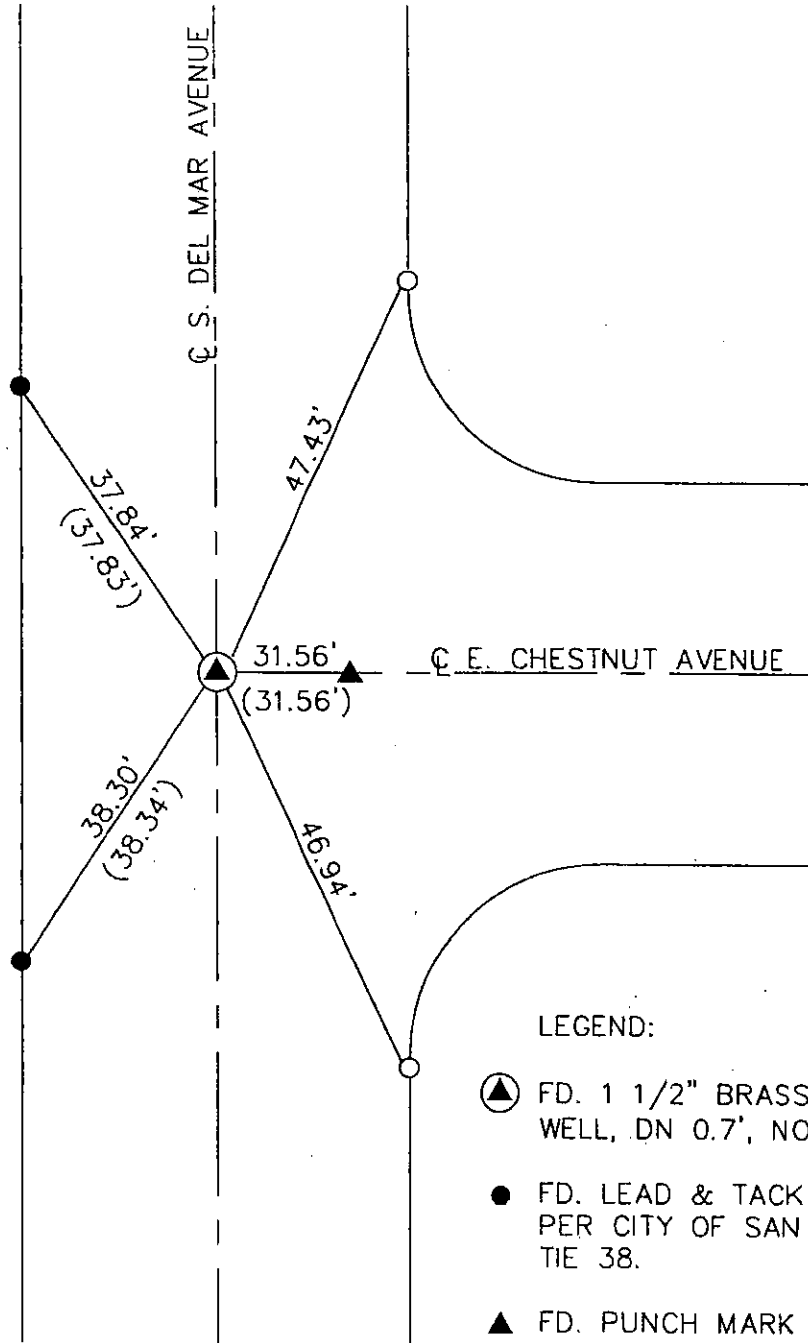 ℄ S. DEL MAR AVENUE
47.43'
37.84'
(37.83')
31.56'
(31.56')
℄ E. CHESTNUT AVENUE
38.30'
(38.34')
46.94'
LEGEND:
FD. 1 1/2" BRASS
WELL, DN 0.7', NO
FD. LEAD & TACK
PER CITY OF SAN
TIE 38.
FD. PUNCH MARK